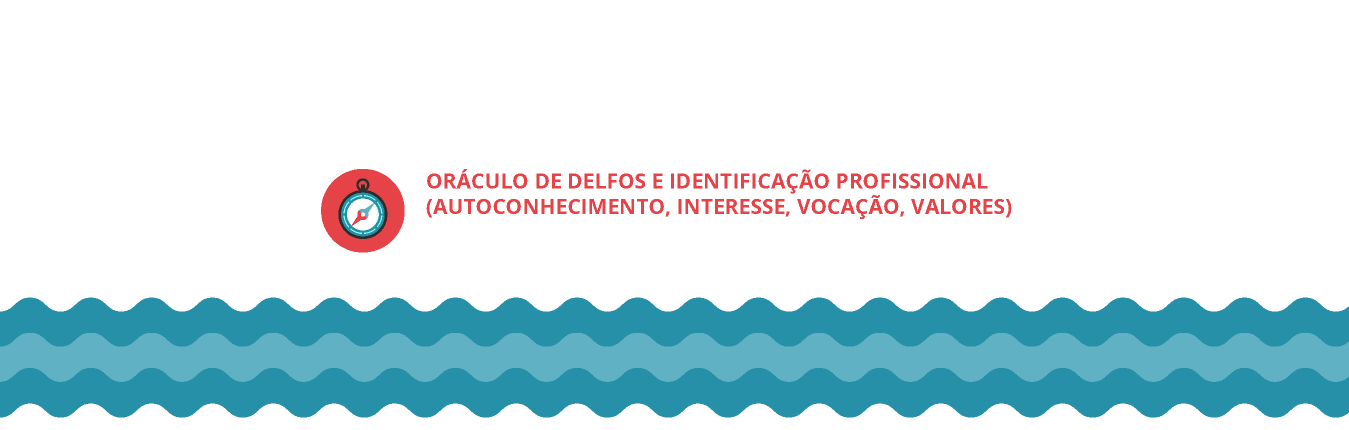 ORÁCULO DE DELFOS E IDENTIFICAÇÃO PROFISSIONAL
(AUTOCONHECIMENTO, INTERESSE, VOCAÇÃO, VALORES)